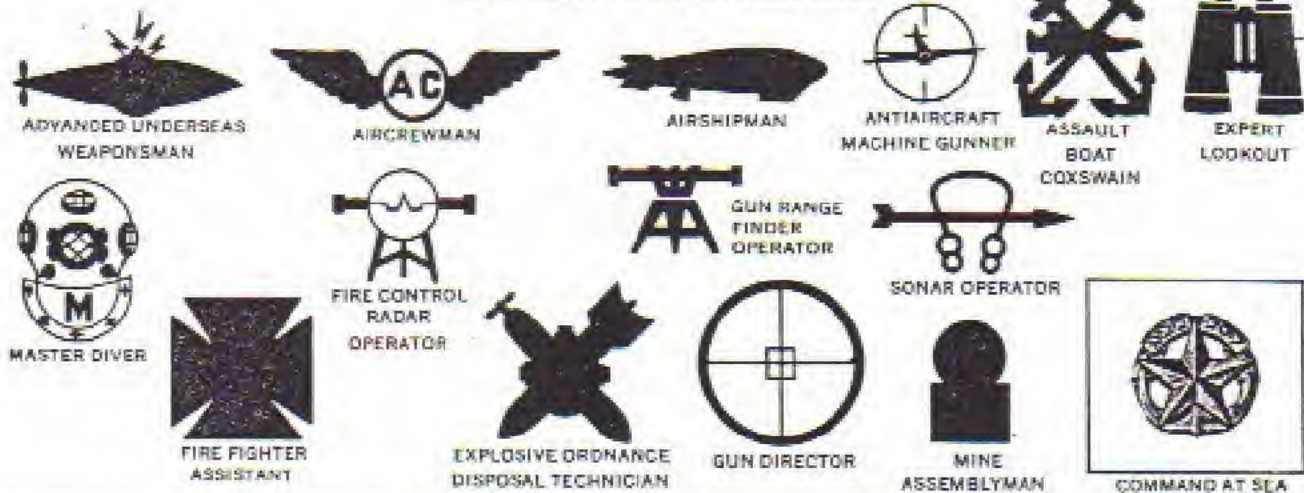 ADVANCED UNDERSEAS
WEAPONSMAN
AC
AIRCREWMAN
AIRSHIPMAN
ANTIAIRCRAFT
MACHINE GUNNER
ASSAULT
BOAT
COXSWAIN
EXPERT
LOOKOUT
M
MASTER DIVER
FIRE CONTROL
RADAR
OPERATOR
GUN RANGE
FINDER
OPERATOR
SONAR OPERATOR
FIRE FIGHTER
ASSISTANT
EXPLOSIVE ORDNANCE
DISPOSAL TECHNICIAN
GUN DIRECTOR
MINE
ASSEMBLYMAN
COMMAND AT SEA